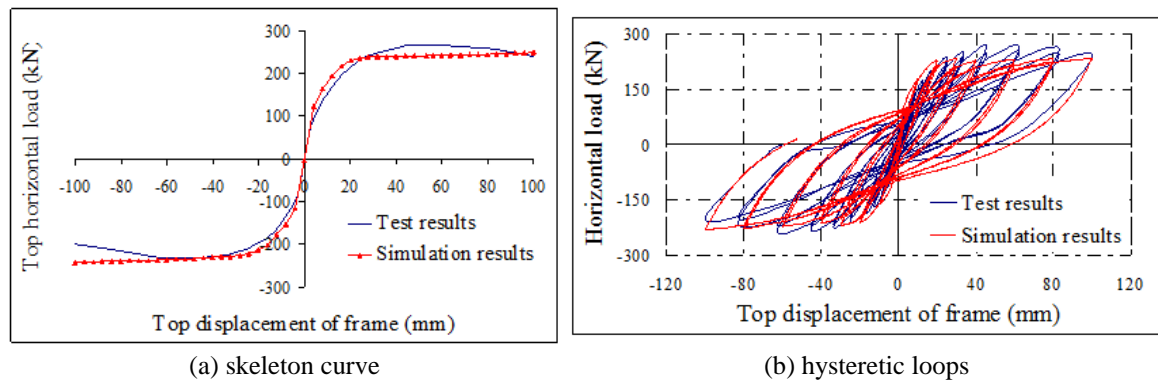 Top horizontal load (kN)
300
200
100
0
-100
-200
-300
-100 -80 -60 -40 -20 0 20 40 60 80 100
Test results
Simulation results
Top displacement of frame (mm)
(a) skeleton curve
Horizontal load (kN)
300
150
0
-150
-300
-120 -80 -40 0 40 80 120
Test results
Simulation results
Top displacement of frame (mm)
(b) hysteretic loops